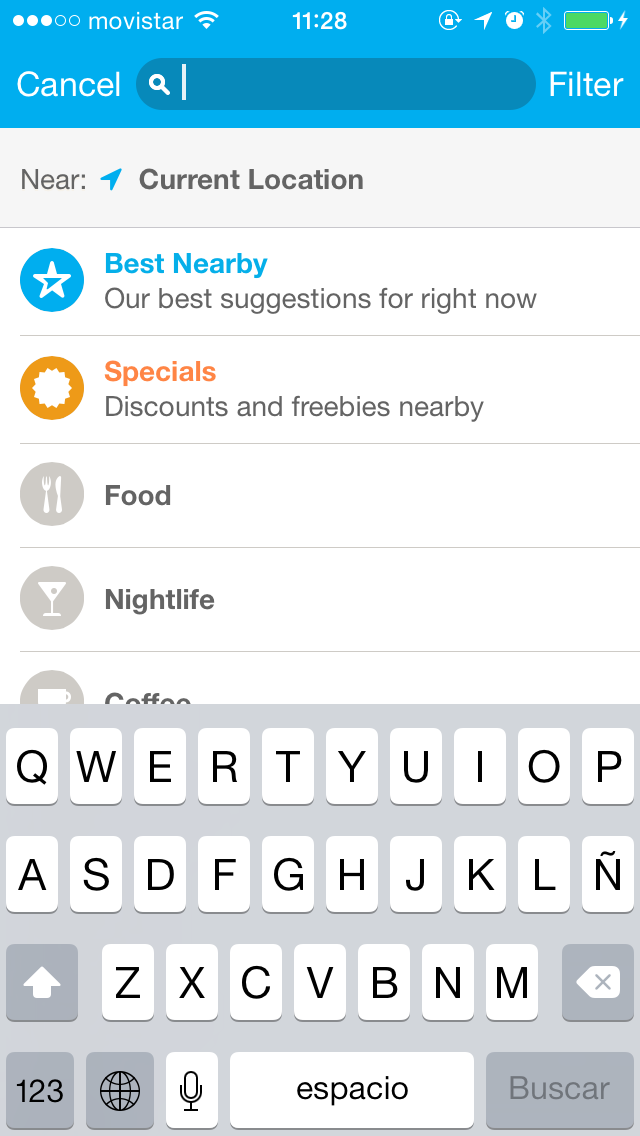 movistar 11:28
Cancel Filter
Near: Current Location
Best Nearby
Our best suggestions for right now
Specials
Discounts and freebies nearby
Food
Nightlife
Coffee
Q W E R T Y U I O P
A S D F G H J K L Ñ
Z X C V B N M
123 espacio Buscar